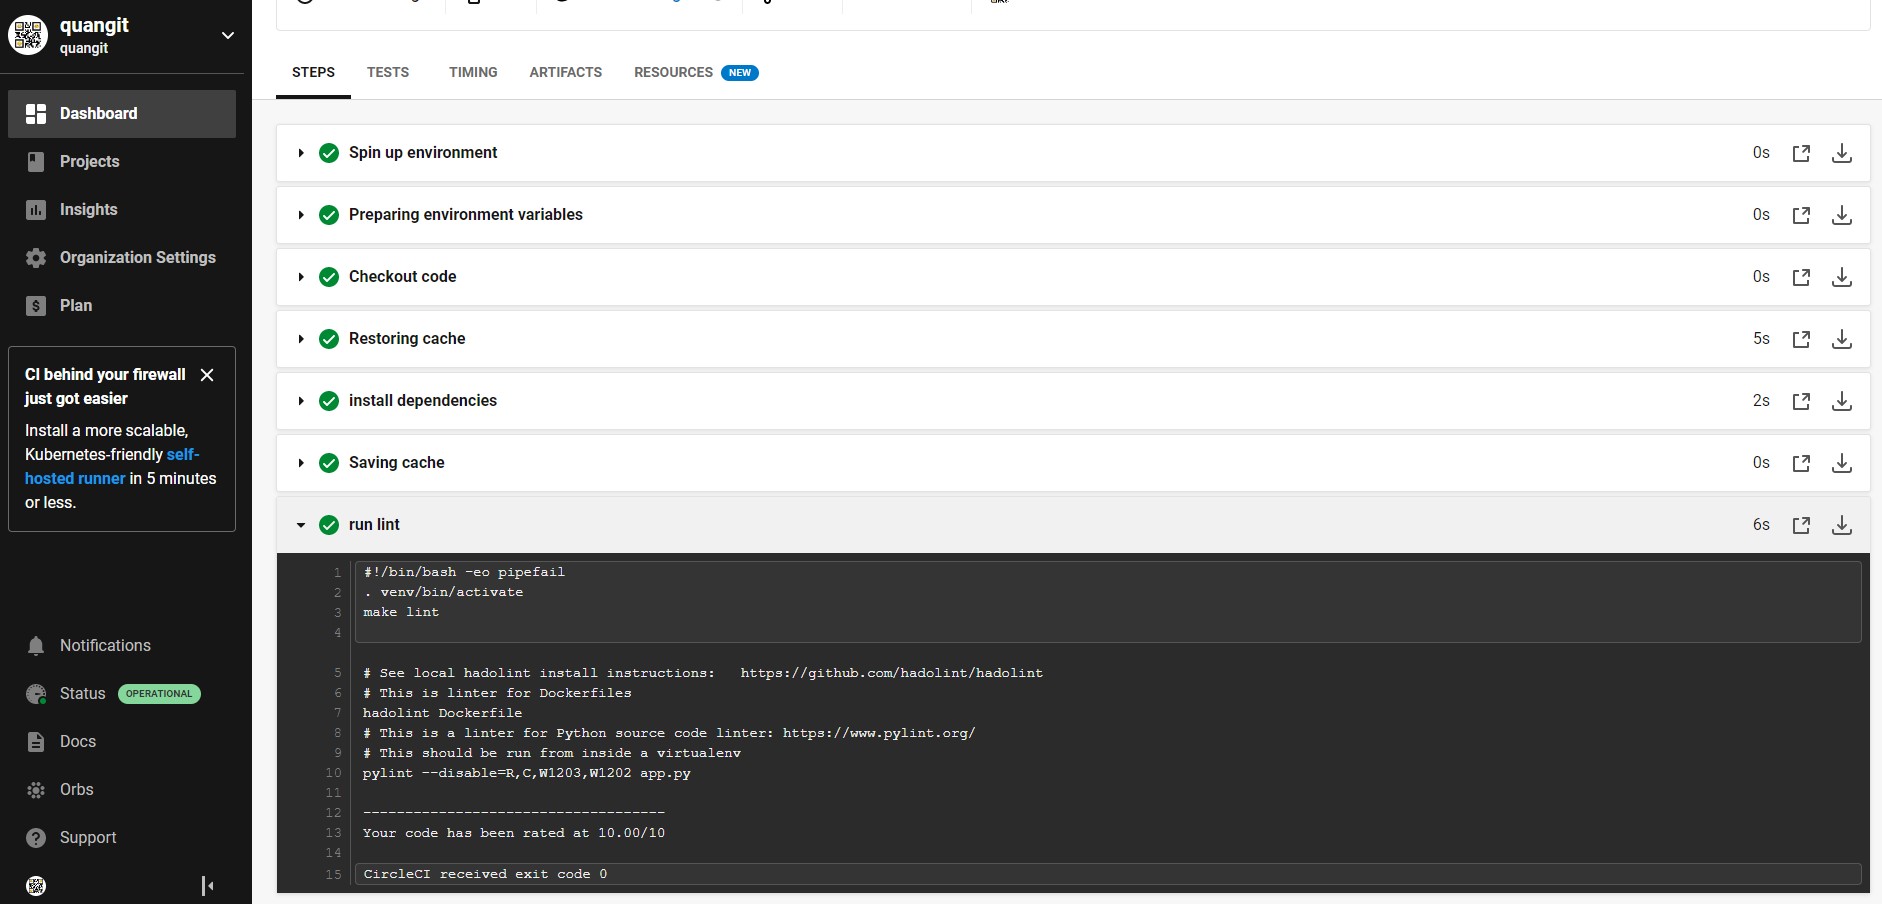 quangit
quangit
Dashboard
Projects
Insights
Organization Settings
Plan
CI behind your firewall
just got easier
Install a more scalable,
Kubernetes-friendly self-
hosted runner in 5 minutes
or less.
Notifications
Status OPERATIONAL
Docs
Orbs
Support
STEPS TESTS TIMING ARTIFACTS RESOURCES NEW
Spin up environment 0s
Preparing environment variables 0s
Checkout code 0s
Restoring cache 5s
install dependencies 2s
Saving cache 0s
run lint 6s
1 #!/bin/bash -eo pipefail
2 . venv/bin/activate
3 make lint
4
5 # See local hadolint install instructions:   https://github.com/hadolint/hadolint
6 # This is linter for Dockerfiles
7 hadolint Dockerfile
8 # This is a linter for Python source code linter: https://www.pylint.org/
9 # This should be run from inside a virtualenv
10 pylint --disable=R,C,W1203,W1202 app.py
11
12 ------------------------------------
13 Your code has been rated at 10.00/10
14
15 CircleCI received exit code 0